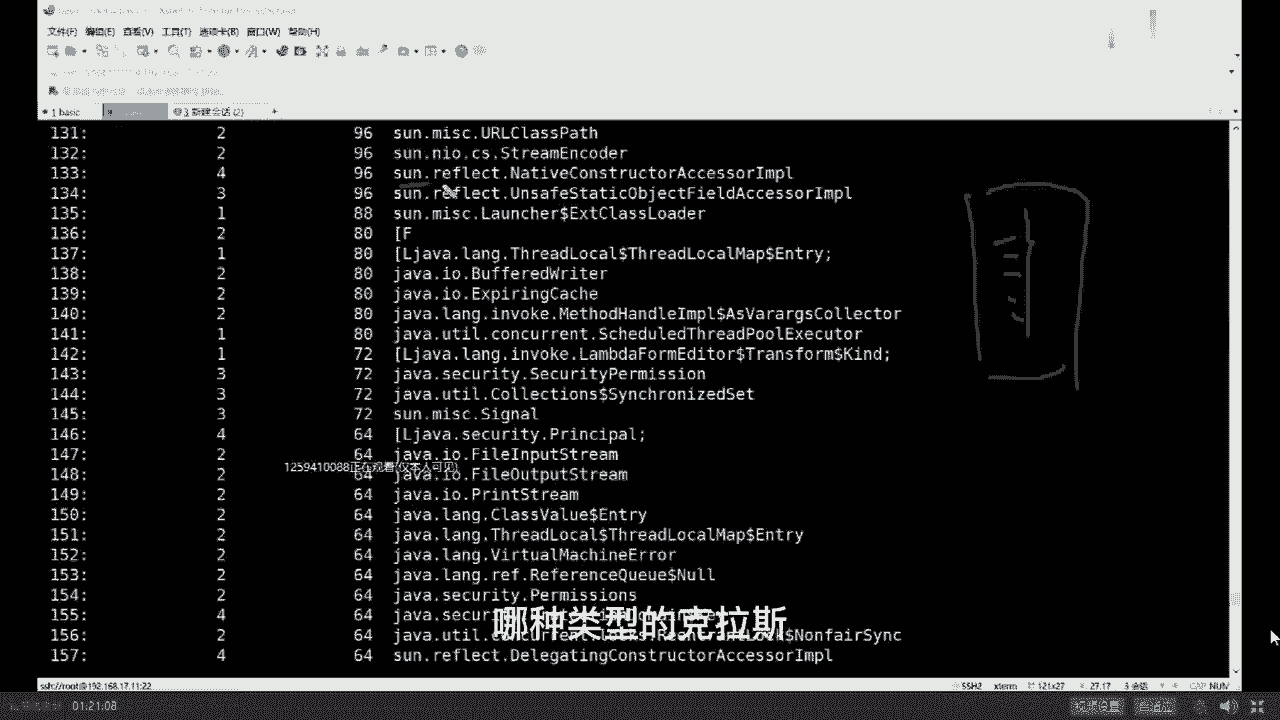 文件(F) 编辑(E) 查看(V) 工具(T) 选项卡(B) 窗口(W) 帮助(H)
1 basic
3 新建会话 (2)
+
131: 2 96 sun.misc.URLClassPath
132: 2 96 sun.nio.cs.StreamEncoder
133: 4 96 sun.reflect.NativeConstructorAccessorImpl
134: 3 96 sun.reflect.UnsafeStaticObjectFieldAccessorImpl
135: 1 88 sun.misc.Launcher$ExtClassLoader
136: 2 80 [F
137: 1 80 [Ljava.lang.ThreadLocal$ThreadLocalMap$Entry;
138: 2 80 java.io.BufferedWriter
139: 2 80 java.io.ExpiringCache
140: 2 80 java.lang.invoke.MethodHandleImpl$AsVarargsCollector
141: 1 80 java.util.concurrent.ScheduledThreadPoolExecutor
142: 1 72 [Ljava.lang.invoke.LambdaFormEditor$Transform$Kind;
143: 3 72 java.security.SecurityPermission
144: 3 72 java.util.Collections$SynchronizedSet
145: 3 72 sun.misc.Signal
146: 4 64 [Ljava.security.Principal;
147: 2 64 java.io.FileInputStream
1259410088正在观看(仅本人可见)
148: 2 64 java.io.FileOutputStream
149: 2 64 java.io.PrintStream
150: 2 64 java.lang.ClassValue$Entry
151: 2 64 java.lang.ThreadLocal$ThreadLocalMap$Entry
152: 2 64 java.lang.VirtualMachineError
153: 2 64 java.lang.ref.ReferenceQueue$Null
154: 2 64 java.security.Permissions
155: 4 64
哪种类型的克拉斯
156: 2 64 $NonfairSync
157: 4 64 sun.reflect.DelegatingConstructorAccessorImpl
ssh://root@192.168.17.11:22 SSH2 xterm 121x27 27,17 3 会话 CAP NUM
01:21:08